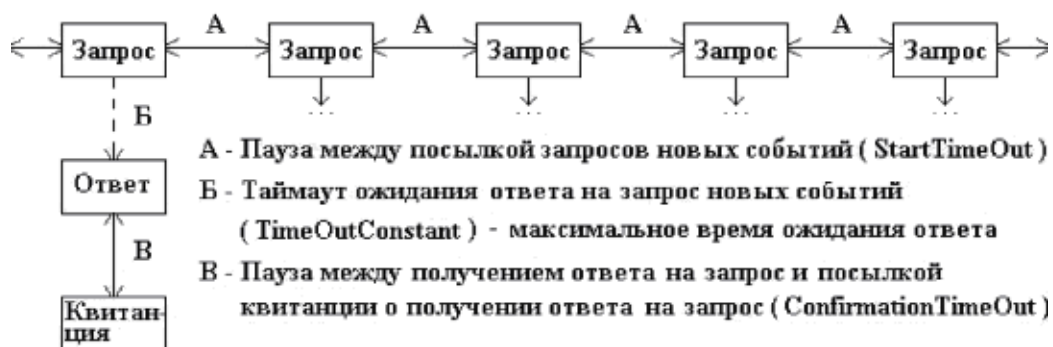 А А А А
Запрос Запрос Запрос Запрос Запрос
Б ... ... ... ...
А - Пауза между посылкой запросов новых событий ( StartTimeOut )
Ответ
Б - Таймаут ожидания ответа на запрос новых событий
( TimeOutConstant ) - максимальное время ожидания ответа
В
В - Пауза между получением ответа на запрос и посылкой
квитанции о получении ответа на запрос ( ConfirmationTimeOut )
Квитан-
ция